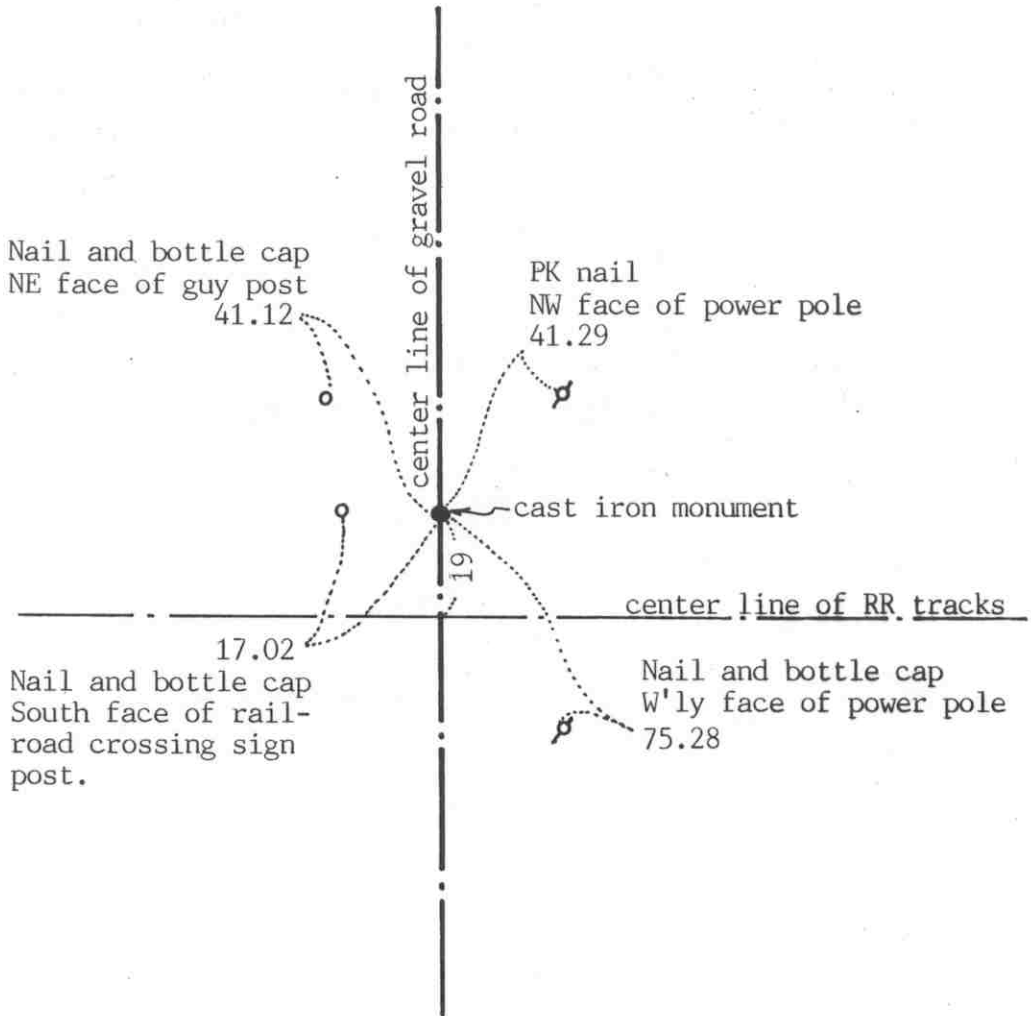 center line of gravel road
Nail and bottle cap
NE face of guy post
41.12
PK nail
NW face of power pole
41.29
cast iron monument
19
center line of RR tracks
17.02
Nail and bottle cap
South face of rail-
road crossing sign
post.
Nail and bottle cap
W'ly face of power pole
75.28